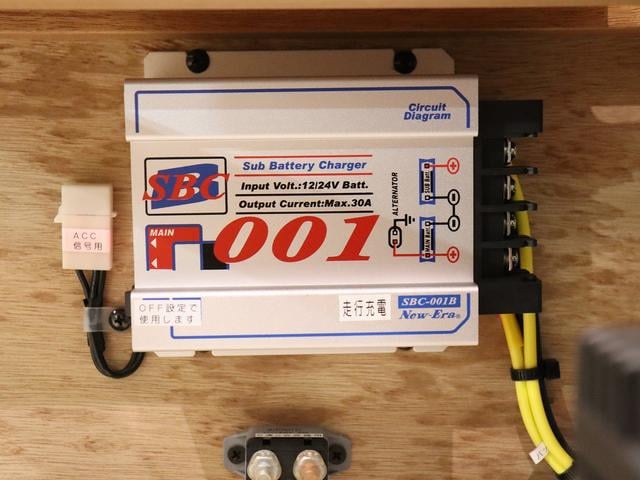 Circuit
Diagram
SBC
Sub Battery Charger
Input Volt.:12/24V Batt.
Output Current:Max.30A
MAIN
001
ALTERNATOR
SUB Batt.
MAIN Batt.
ACC
信号用
OFF設定で
使用します
走行充電
SBC-001B
New-Era®